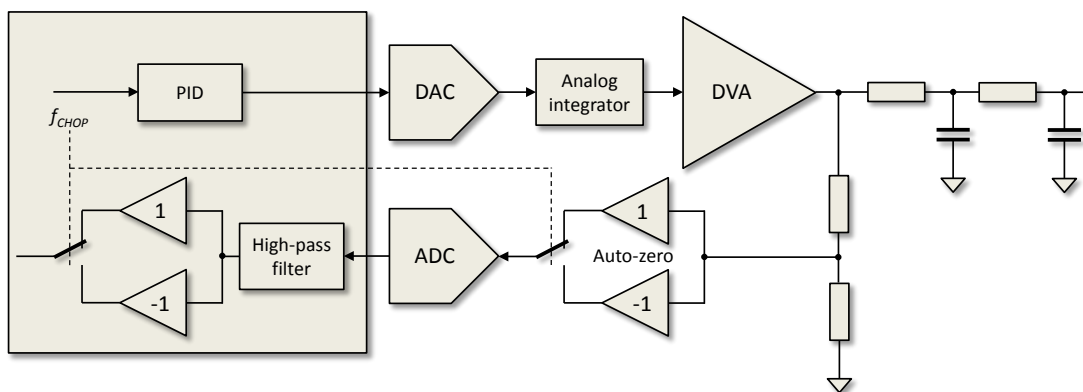 PID
DAC
Analog
integrator
DVA
f_CHOP
1
-1
High-pass
filter
ADC
1
Auto-zero
-1